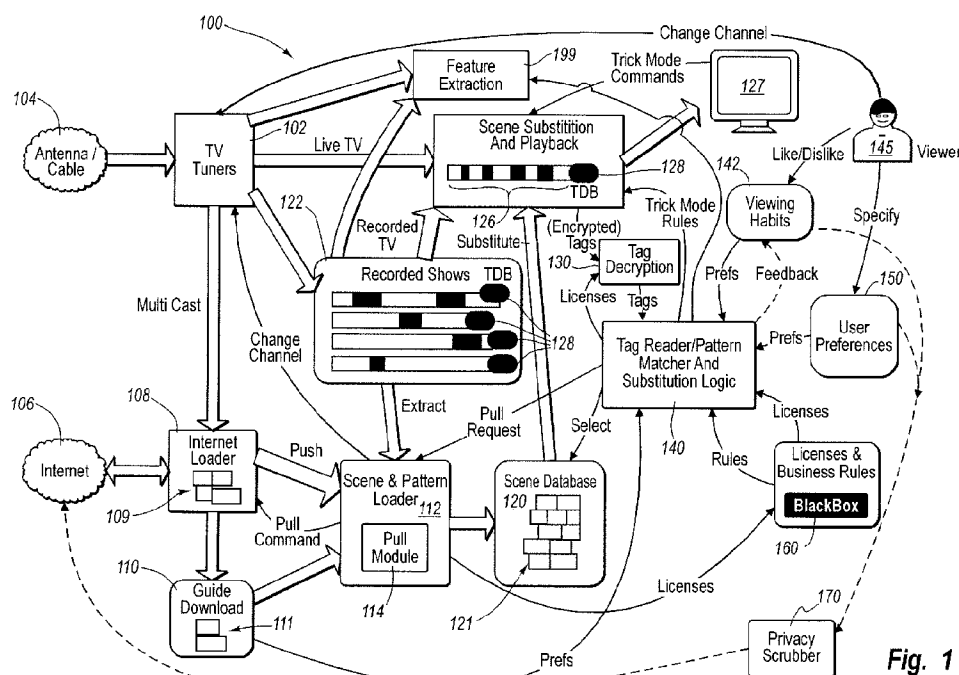 100
Change Channel
199
Feature
Extraction
Trick Mode
Commands
127
104
Antenna /
Cable
102
TV
Tuners
Live TV
Scene Substitition
And Playback
128
TDB
126
142
Like/Dislike
145
Viewer
Viewing
Habits
122
Recorded
TV
Substitute
(Encrypted)
Tags
Trick Mode
Rules
Specify
130
Tag
Decryption
Licenses
Tags
Prefs
Feedback
150
User
Preferences
Prefs
Recorded Shows
TDB
128
128
Multi Cast
Change
Channel
Tag Reader/Pattern
Matcher And
Substitution Logic
140
Extract
Pull
Request
Select
Rules
Licenses
106
Internet
108
Internet
Loader
109
Push
Pull
Command
Scene & Pattern
Loader
112
Pull
Module
114
Scene Database
120
121
Licenses &
Business Rules
BlackBox
160
Licenses
110
Guide
Download
111
Prefs
170
Privacy
Scrubber
Fig. 1